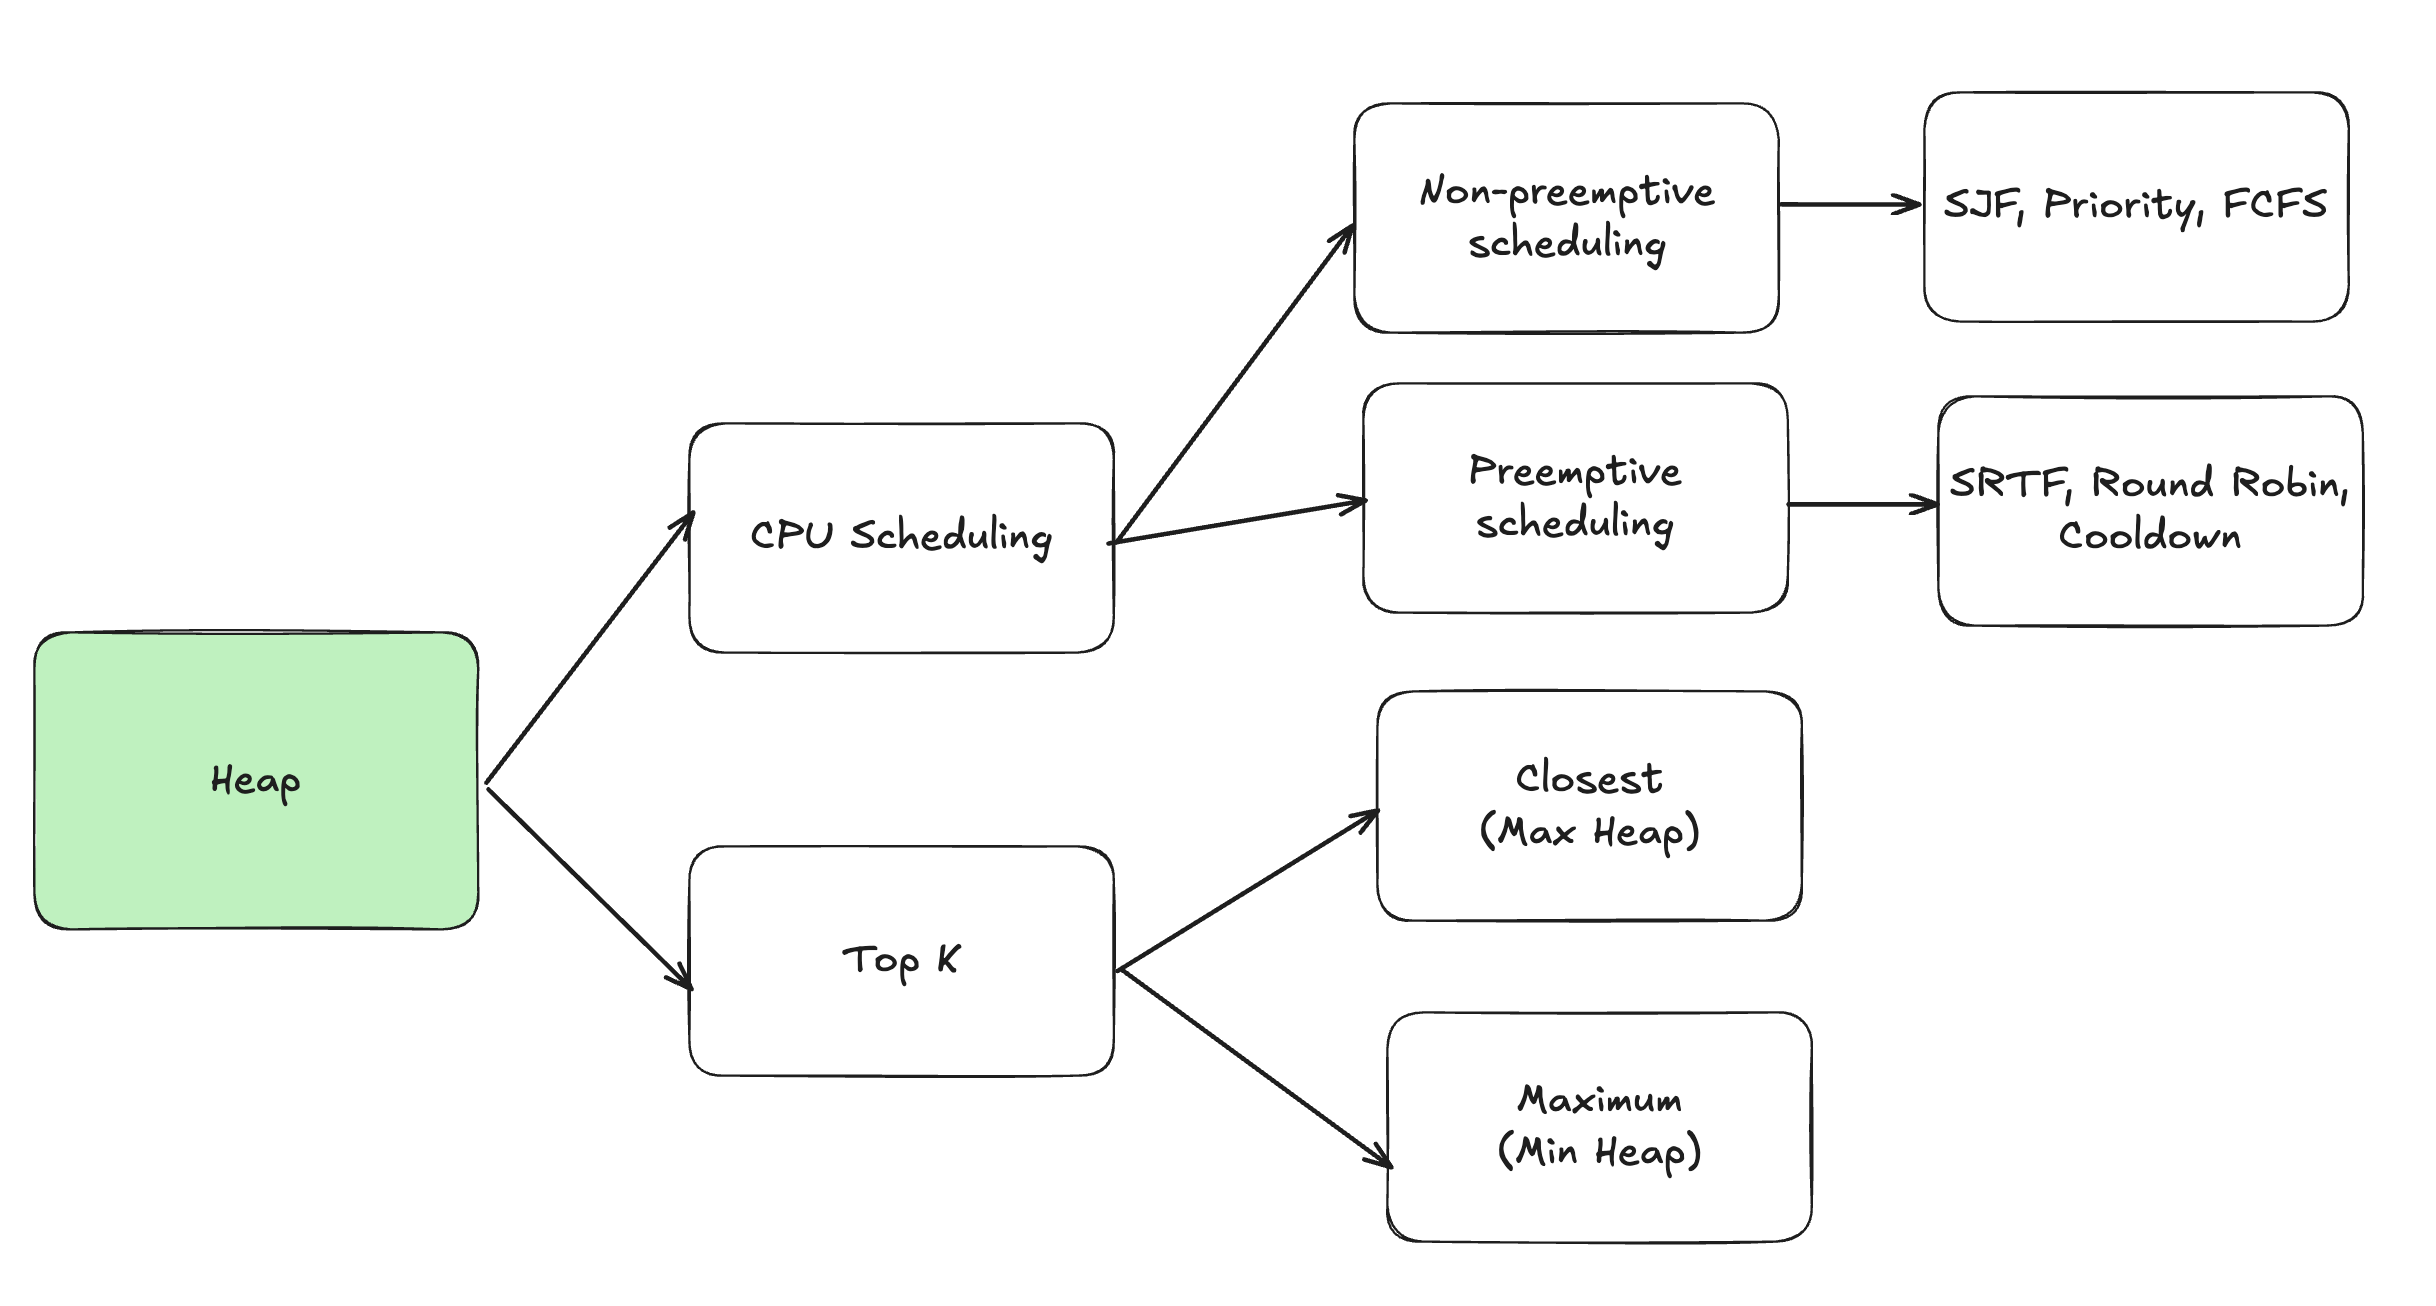 Non-preemptive
scheduling
SJF, Priority, FCFS
Preemptive
scheduling
SRTF, Round Robin,
Cooldown
CPU Scheduling
Heap
Closest
(Max Heap)
Top K
Maximum
(Min Heap)